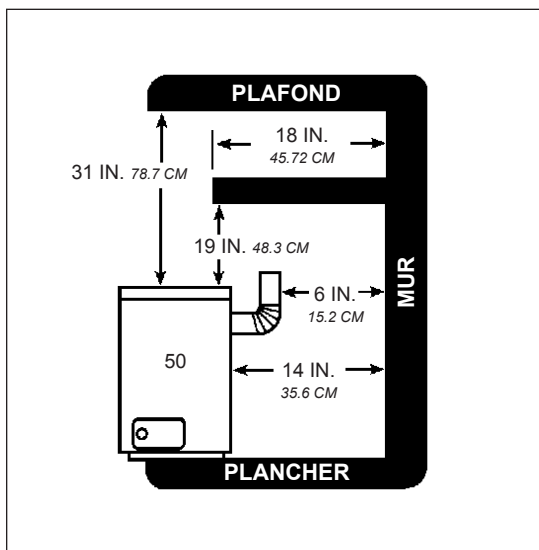 PLAFOND
18 IN.
45.72 CM
31 IN. 78.7 CM
19 IN. 48.3 CM
6 IN.
15.2 CM
MUR
50
14 IN.
35.6 CM
PLANCHER